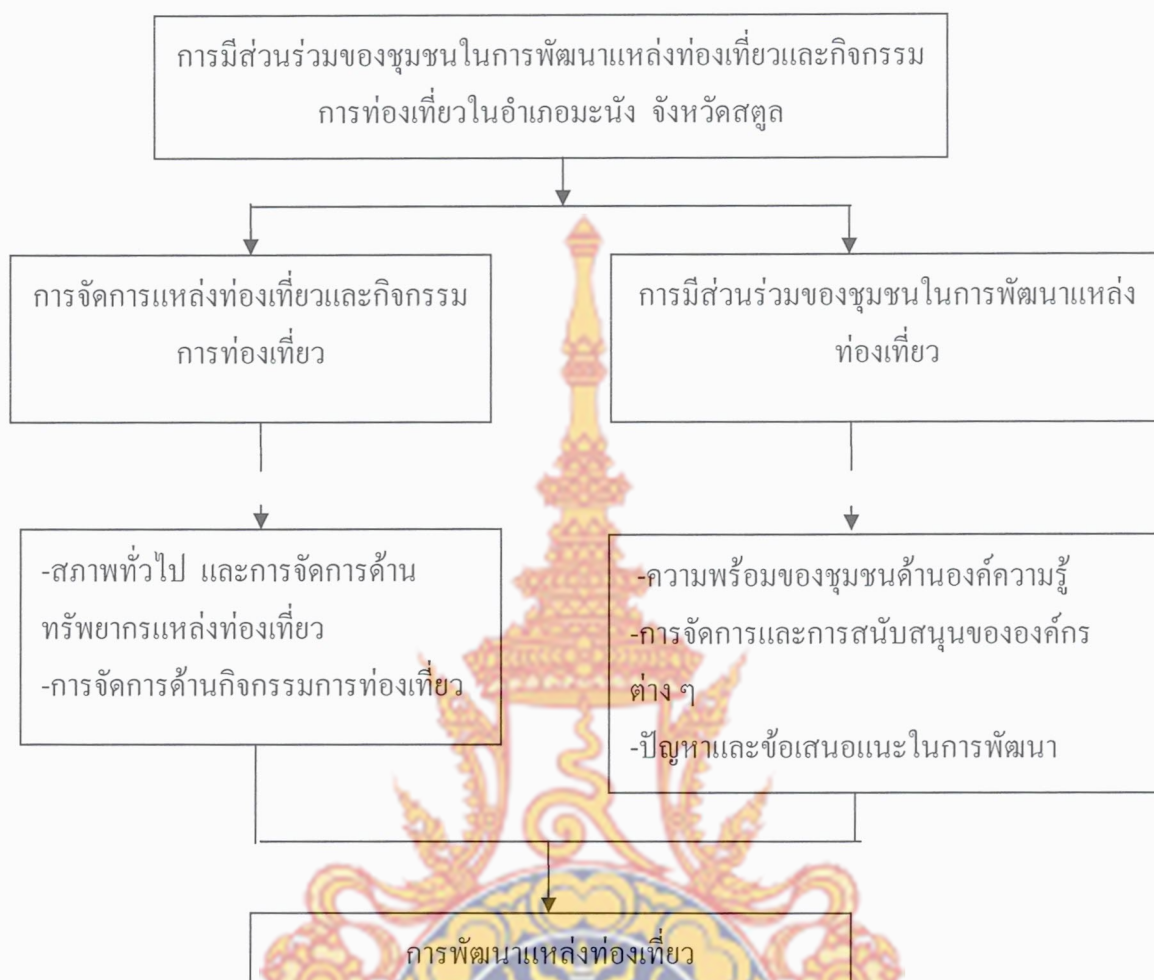 การมีส่วนร่วมของชุมชนในการพัฒนาแหล่งท่องเที่ยวและกิจกรรม
การท่องเที่ยวในอำเภอมะนัง จังหวัดสตูล
การจัดการแหล่งท่องเที่ยวและกิจกรรม
การท่องเที่ยว
การมีส่วนร่วมของชุมชนในการพัฒนาแหล่ง
ท่องเที่ยว
-สภาพทั่วไป และการจัดการด้าน
ทรัพยากรแหล่งท่องเที่ยว
-การจัดการด้านกิจกรรมการท่องเที่ยว
-ความพร้อมของชุมชนด้านองค์ความรู้
-การจัดการและการสนับสนุนขององค์กร
ต่าง ๆ
-ปัญหาและข้อเสนอแนะในการพัฒนา
การพัฒนาแหล่งท่องเที่ยว